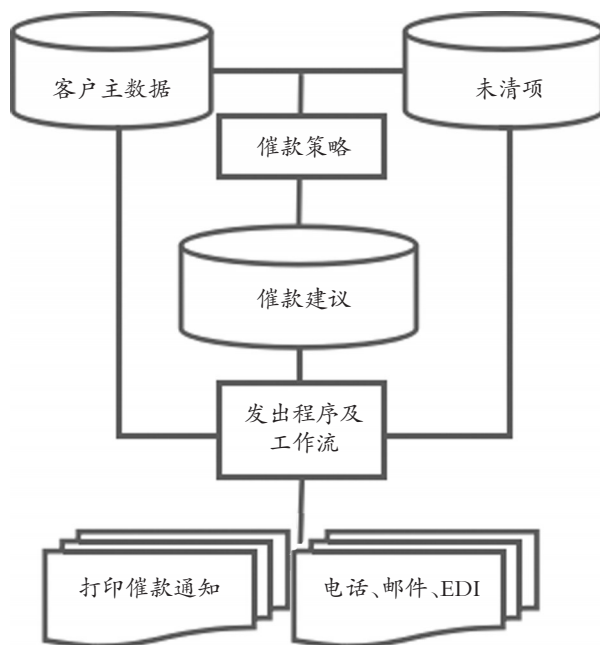 客户主数据
未清项
催款策略
催款建议
发出程序及
工作流
打印催款通知
电话、邮件、EDI